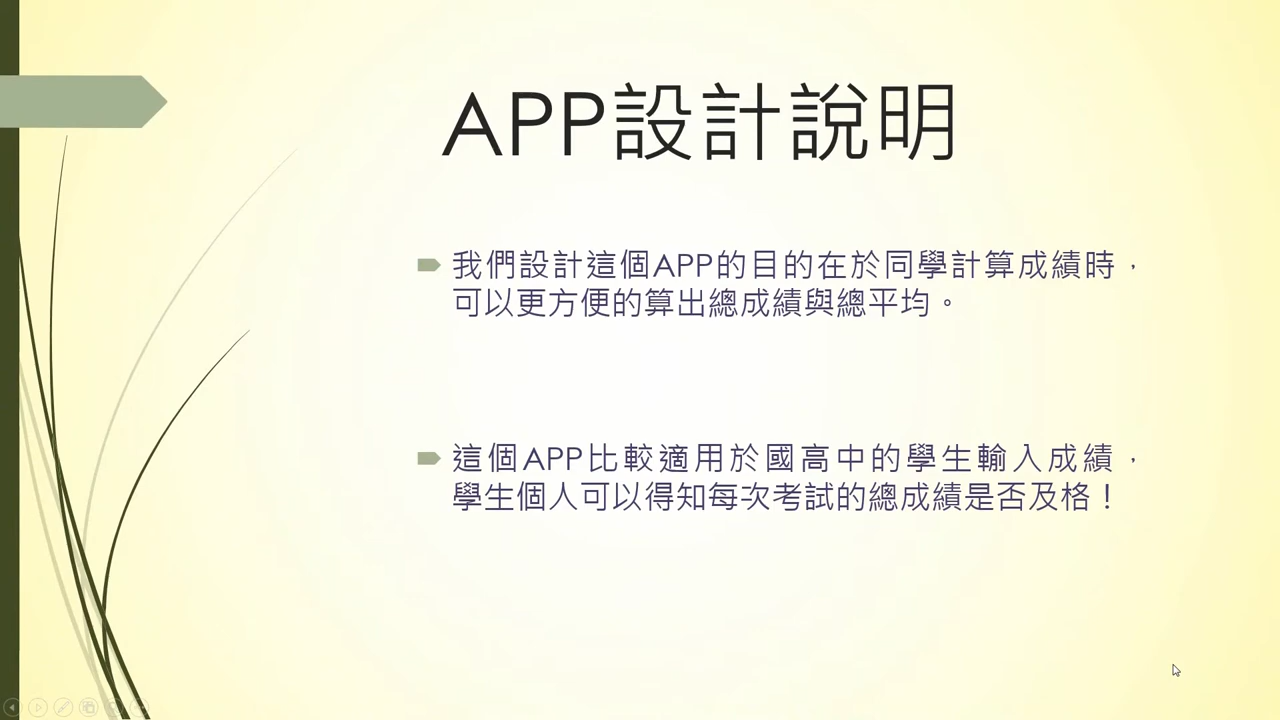 APP設計說明
我們設計這個APP的目的在於同學計算成績時，
可以更方便的算出總成績與總平均。
這個APP比較適用於國高中的學生輸入成績，
學生個人可以得知每次考試的總成績是否及格！